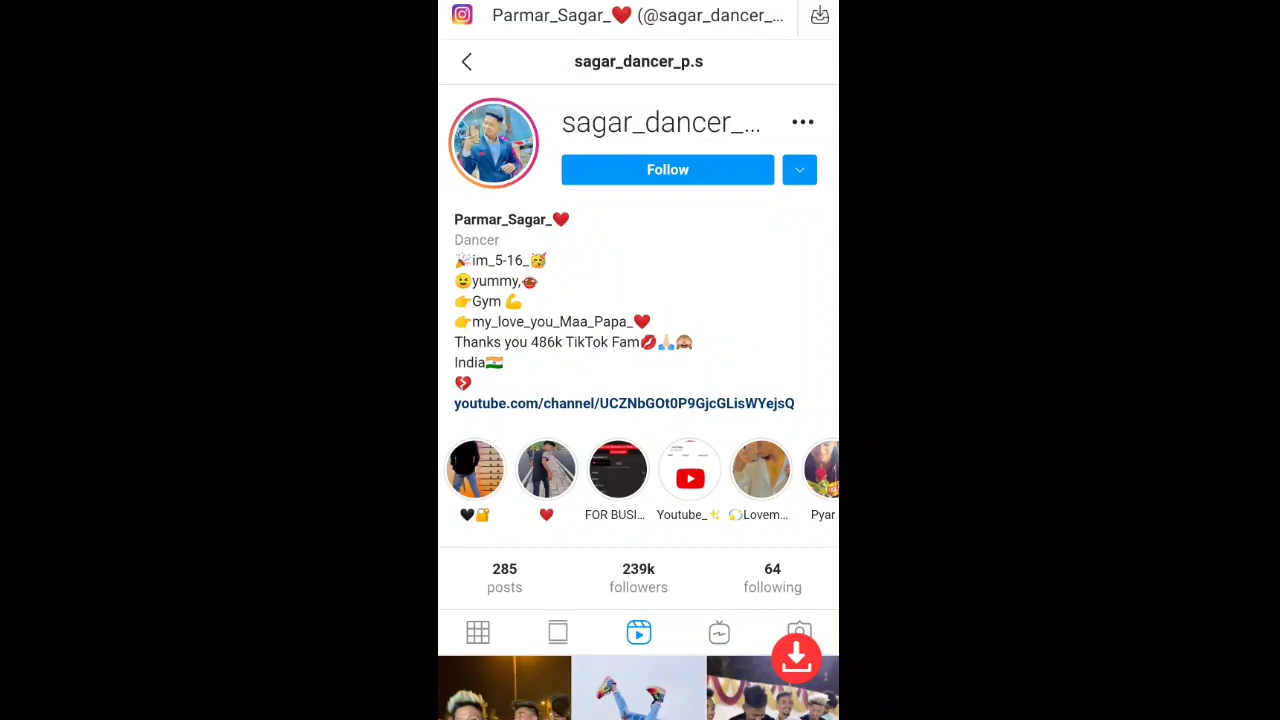 Parmar_Sagar_❤️ (@sagar_dancer_...
sagar_dancer_p.s
sagar_dancer_...
Follow
Parmar_Sagar_❤️
Dancer
🎉im_5-16_🥳
😉yummy,🐵
👉Gym 💪
👉my_love_you_Maa_Papa_❤️
Thanks you 486k TikTok Fam💋🙏🏻🙈
India🇮🇳
💔
youtube.com/channel/UCZNbGOt0P9GjcGLisWYejsQ
🖤🔐 ❤️ FOR BUSI... Youtube_✨ 💫Lovem... Pyar
285 239k 64
posts followers following